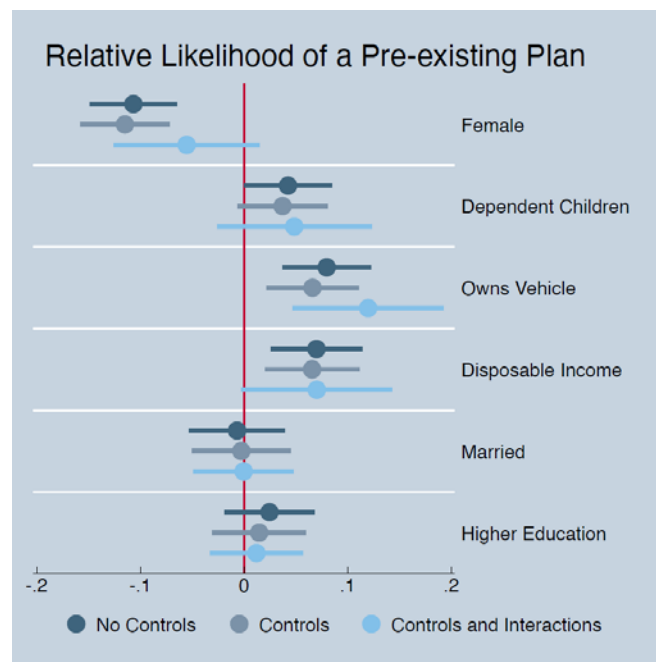 Relative Likelihood of a Pre-existing Plan
Female
Dependent Children
Owns Vehicle
Disposable Income
Married
Higher Education
-.2 -.1 0 .1 .2
No Controls Controls Controls and Interactions